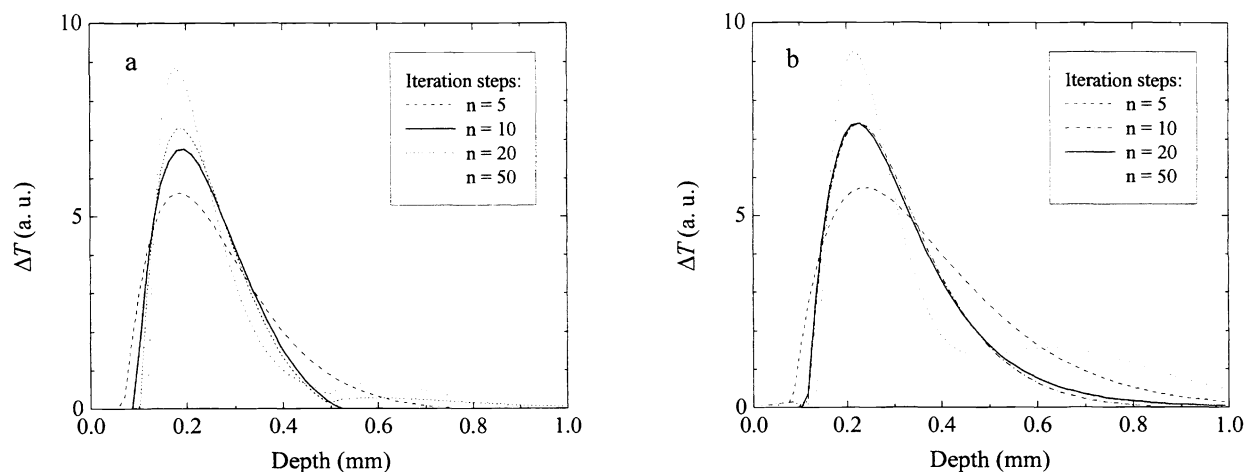 a
Iteration steps:
n = 5
n = 10
n = 20
n = 50
10
5
0
ΔT (a. u.)
0.0 0.2 0.4 0.6 0.8 1.0
Depth (mm)
b
Iteration steps:
n = 5
n = 10
n = 20
n = 50
10
5
0
ΔT (a. u.)
0.0 0.2 0.4 0.6 0.8 1.0
Depth (mm)